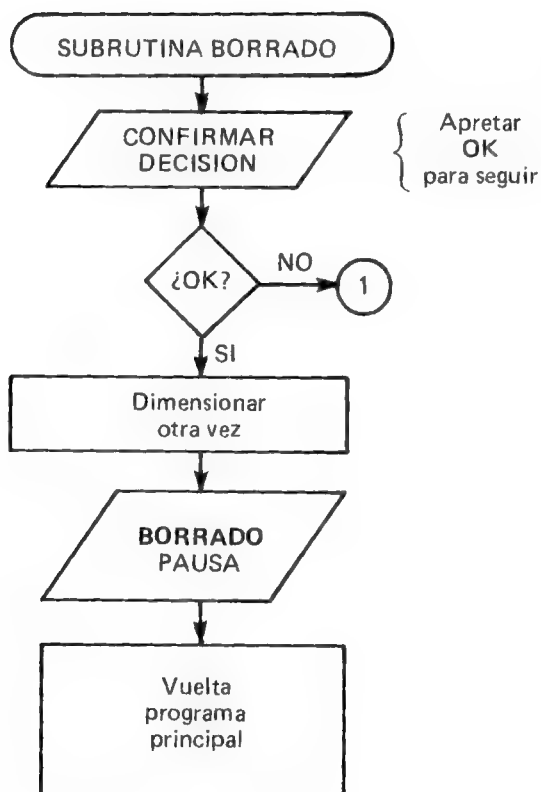 SUBRUTINA BORRADO
CONFIRMAR
DECISION
Apretar
OK
para seguir
¿OK?
NO
1
SI
Dimensionar
otra vez
BORRADO
PAUSA
Vuelta
programa
principal